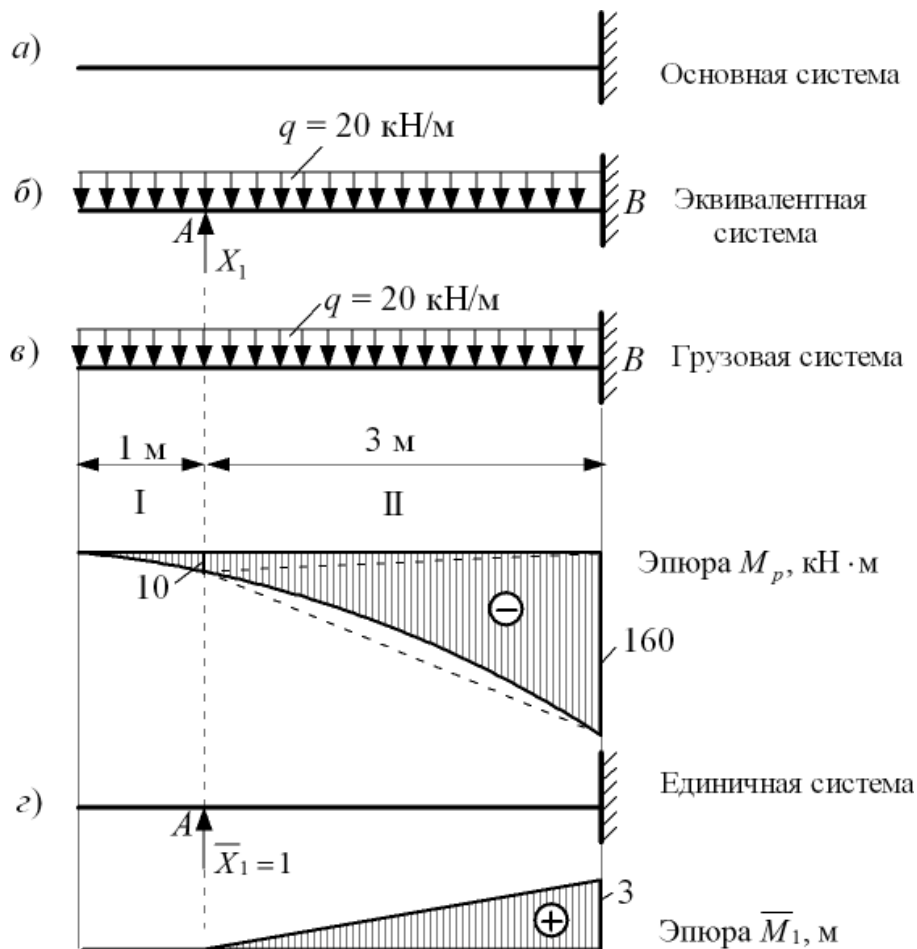 а)
Основная система
q = 20 кН/м
б)
A
X₁
B
Эквивалентная
система
q = 20 кН/м
в)
B
Грузовая система
1 м
3 м
I
II
10
−
160
Эпюра Mₚ, кН · м
г)
A
X̅₁ = 1
Единичная система
+
3
Эпюра M̅₁, м